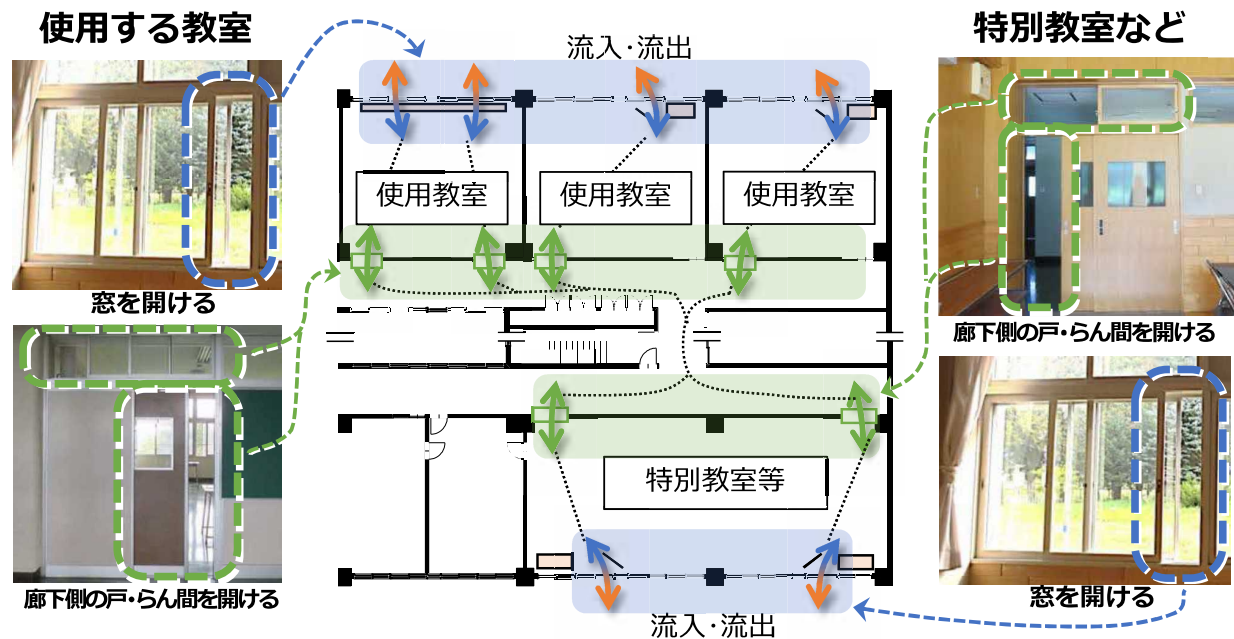 使用する教室
特別教室など
流入・流出
使用教室
使用教室
使用教室
窓を開ける
廊下側の戸・らん間を開ける
特別教室等
廊下側の戸・らん間を開ける
窓を開ける
流入・流出